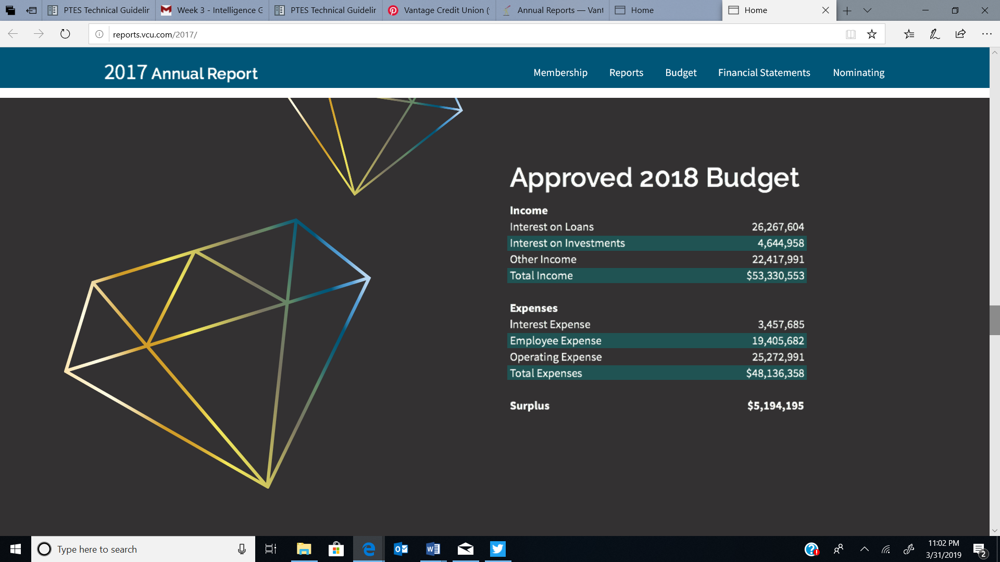 PTES Technical Guidelir
Week 3 - Intelligence G
PTES Technical Guidelir
Vantage Credit Union (
Annual Reports — Vant
Home
Home
reports.vcu.com/2017/
2017 Annual Report
Membership
Reports
Budget
Financial Statements
Nominating
Approved 2018 Budget
Income
Interest on Loans 26,267,604
Interest on Investments 4,644,958
Other Income 22,417,991
Total Income $53,330,553
Expenses
Interest Expense 3,457,685
Employee Expense 19,405,682
Operating Expense 25,272,991
Total Expenses $48,136,358
Surplus $5,194,195
Type here to search
11:02 PM
3/31/2019
2